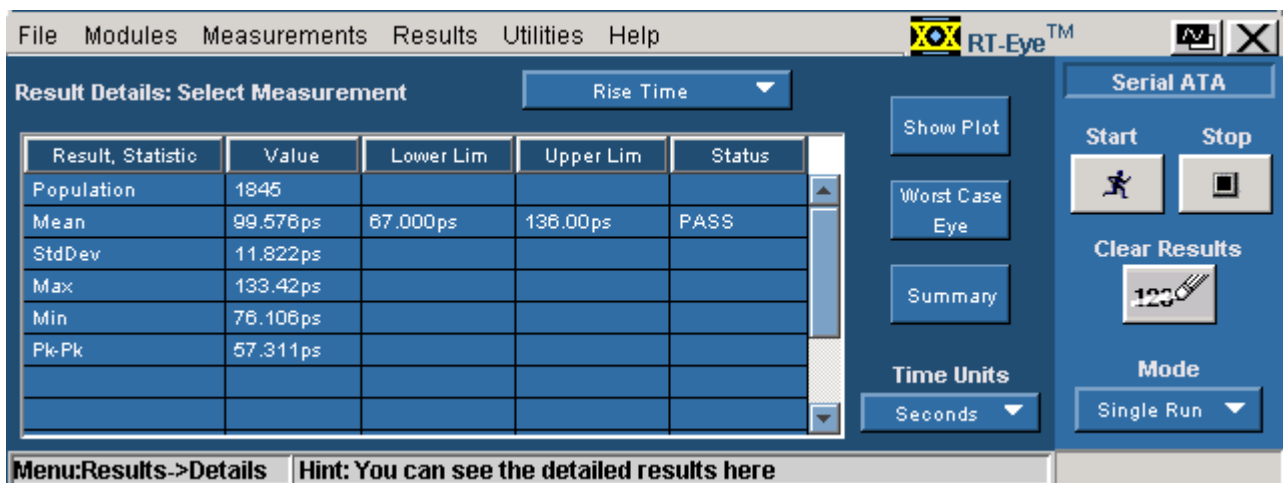 File Modules Measurements Results Utilities Help RT-Eye™
Result Details: Select Measurement Rise Time
Result, Statistic Value Lower Lim Upper Lim Status
Population 1845
Mean 99.576ps 67.000ps 136.00ps PASS
StdDev 11.822ps
Max 133.42ps
Min 76.106ps
Pk-Pk 57.311ps
Show Plot
Worst Case
Eye
Summary
Time Units
Seconds
Serial ATA
Start Stop
Clear Results
123
Mode
Single Run
Menu:Results->Details Hint: You can see the detailed results here